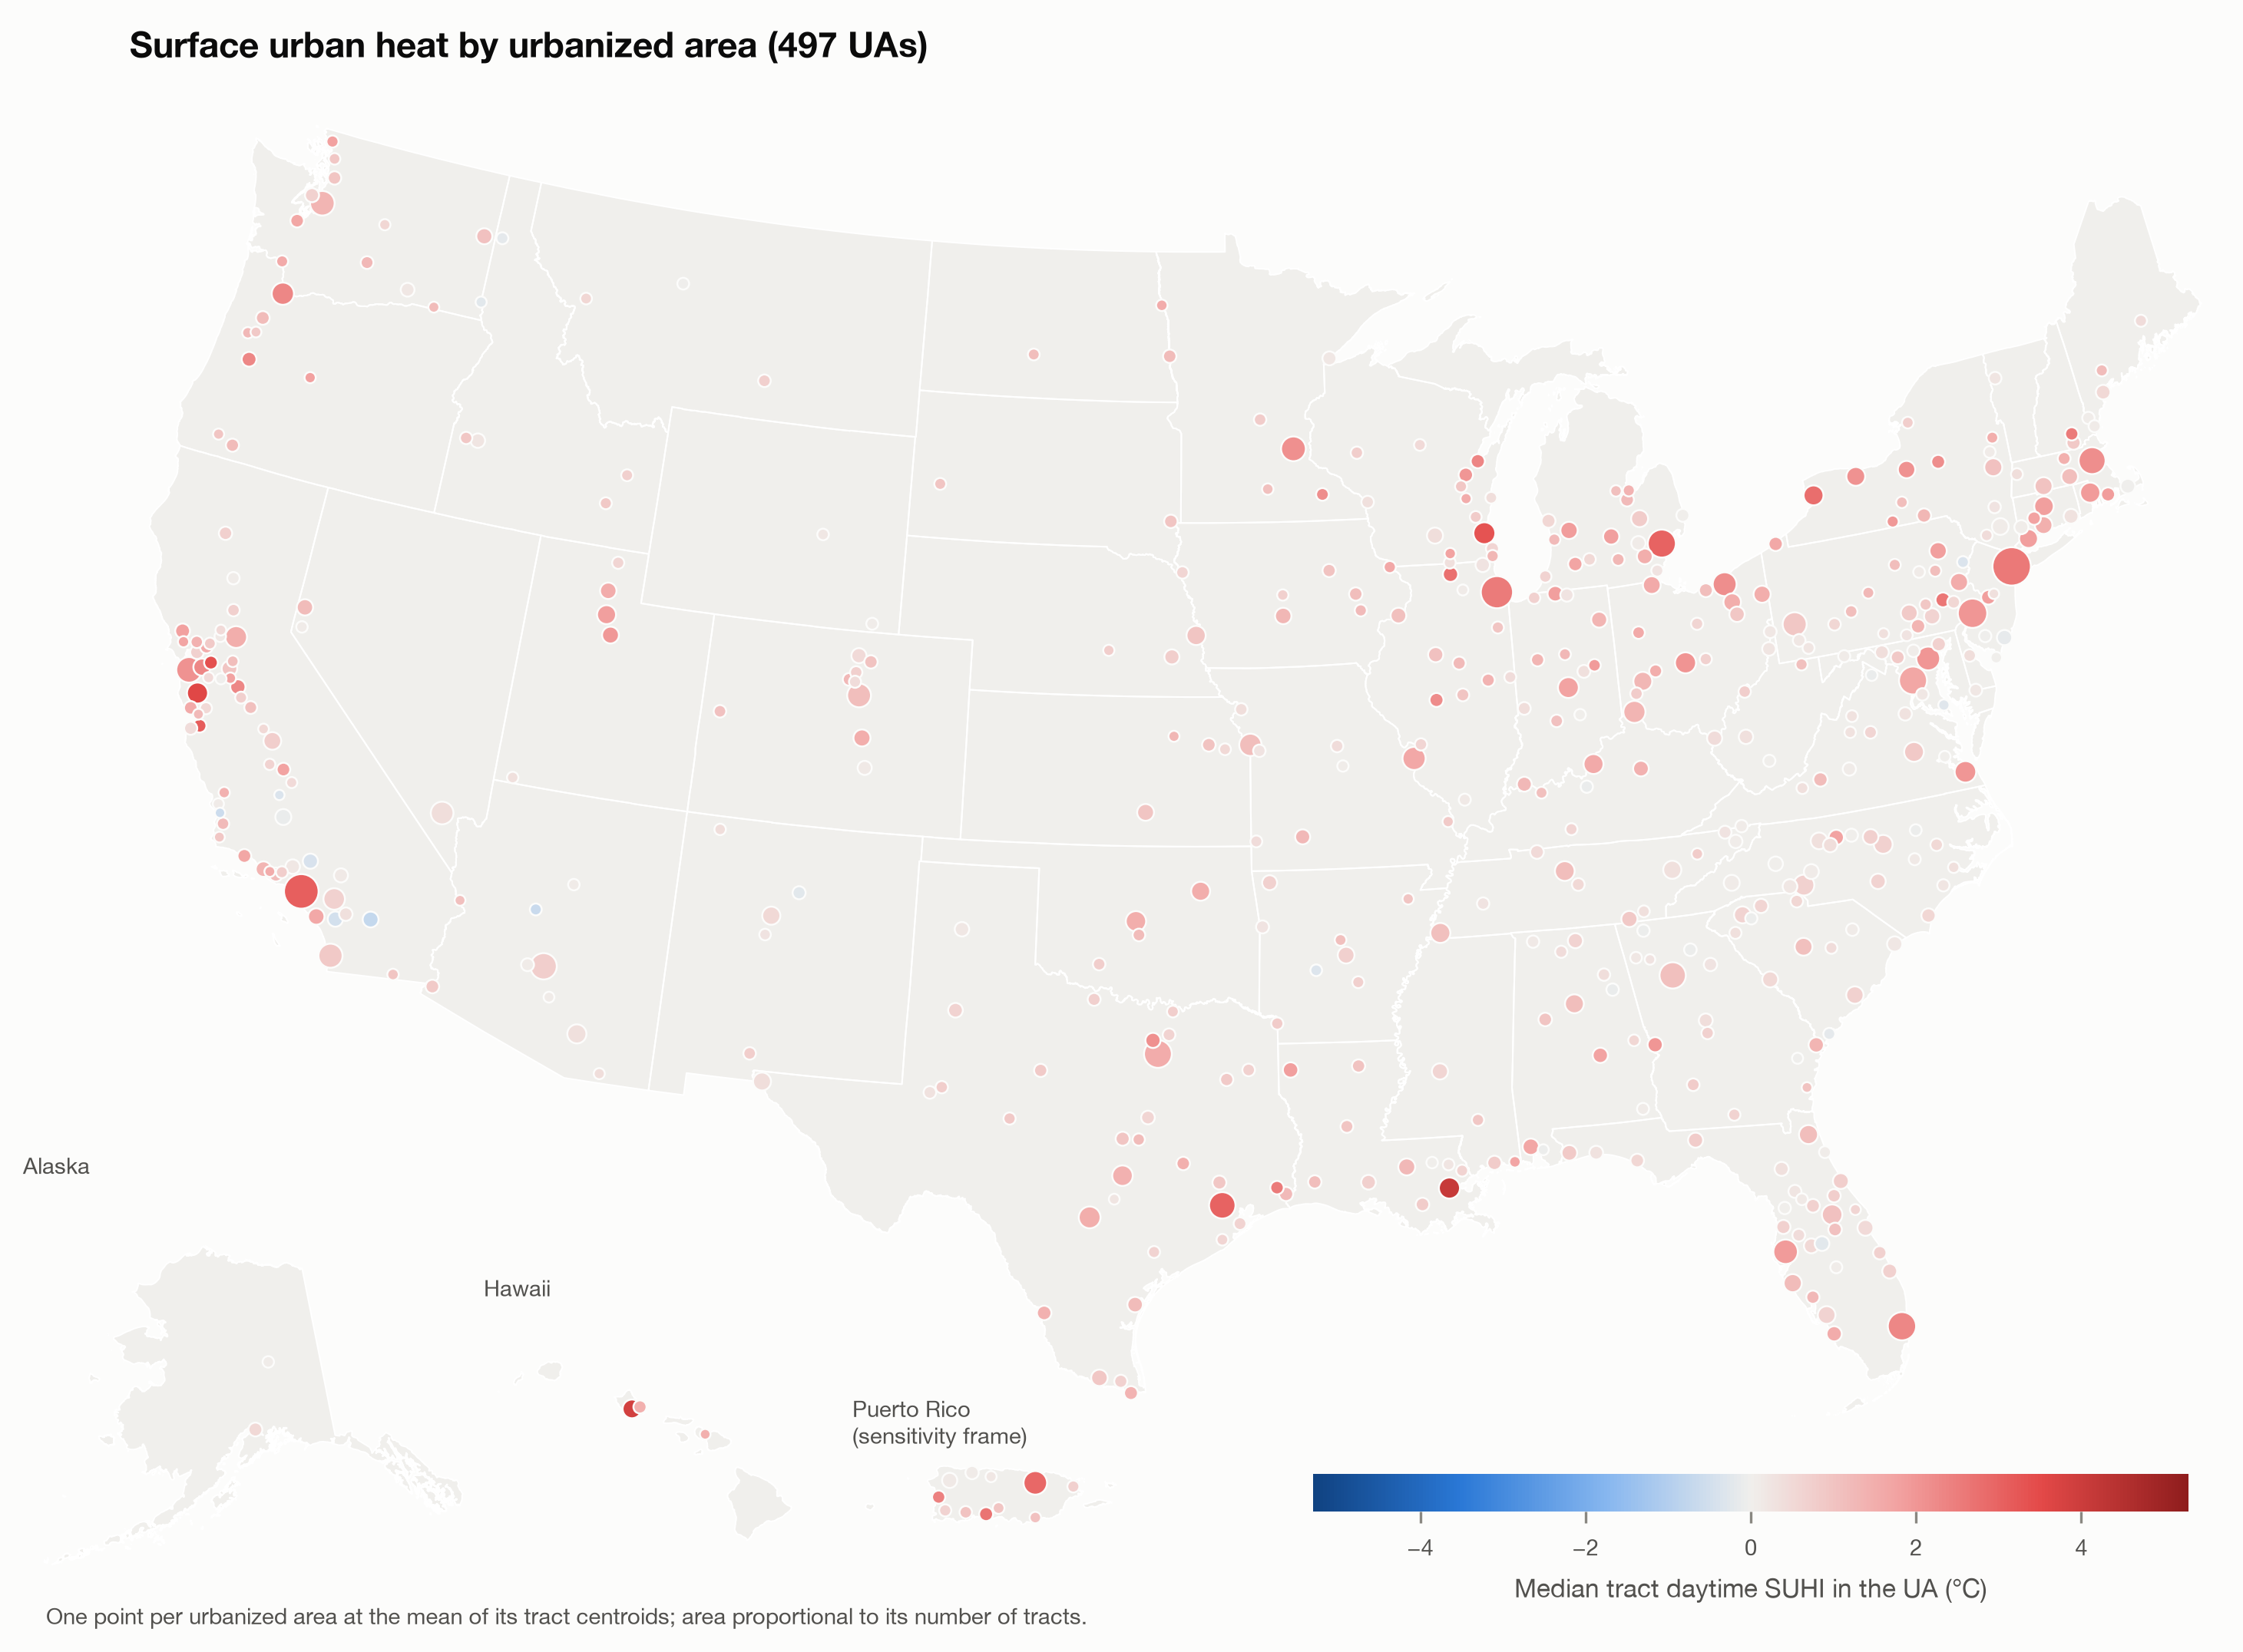 Surface urban heat by urbanized area (497 UAs)
Alaska
Hawaii
Puerto Rico
(sensitivity frame)
−4 −2 0 2 4
Median tract daytime SUHI in the UA (°C)
One point per urbanized area at the mean of its tract centroids; area proportional to its number of tracts.